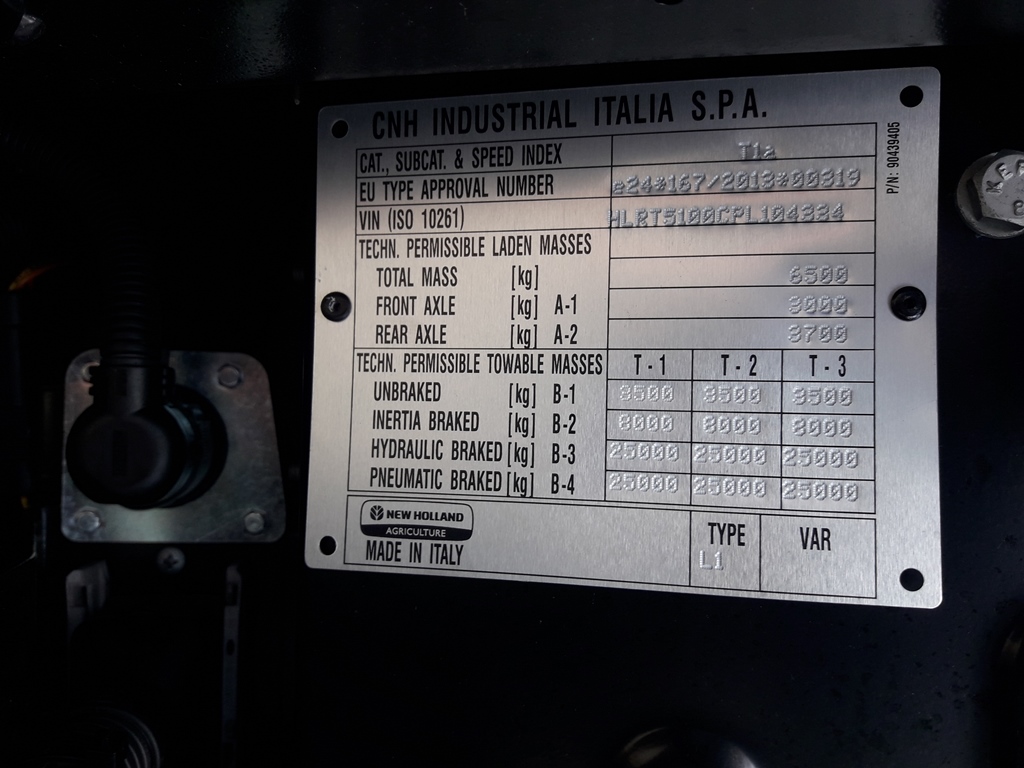 CNH INDUSTRIAL ITALIA S.P.A.
CAT., SUBCAT. & SPEED INDEX T1a
EU TYPE APPROVAL NUMBER e24*167/2013*00319
VIN (ISO 10261) HLRT5100CPL104334
TECHN. PERMISSIBLE LADEN MASSES
TOTAL MASS [kg] 6500
FRONT AXLE [kg] A-1 3000
REAR AXLE [kg] A-2 3700
TECHN. PERMISSIBLE TOWABLE MASSES T-1 T-2 T-3
UNBRAKED [kg] B-1 3500 3500 3500
INERTIA BRAKED [kg] B-2 8000 8000 8000
HYDRAULIC BRAKED [kg] B-3 25000 25000 25000
PNEUMATIC BRAKED [kg] B-4 25000 25000 25000
NEW HOLLAND
AGRICULTURE
MADE IN ITALY
TYPE VAR
L1
P/N: 90439405